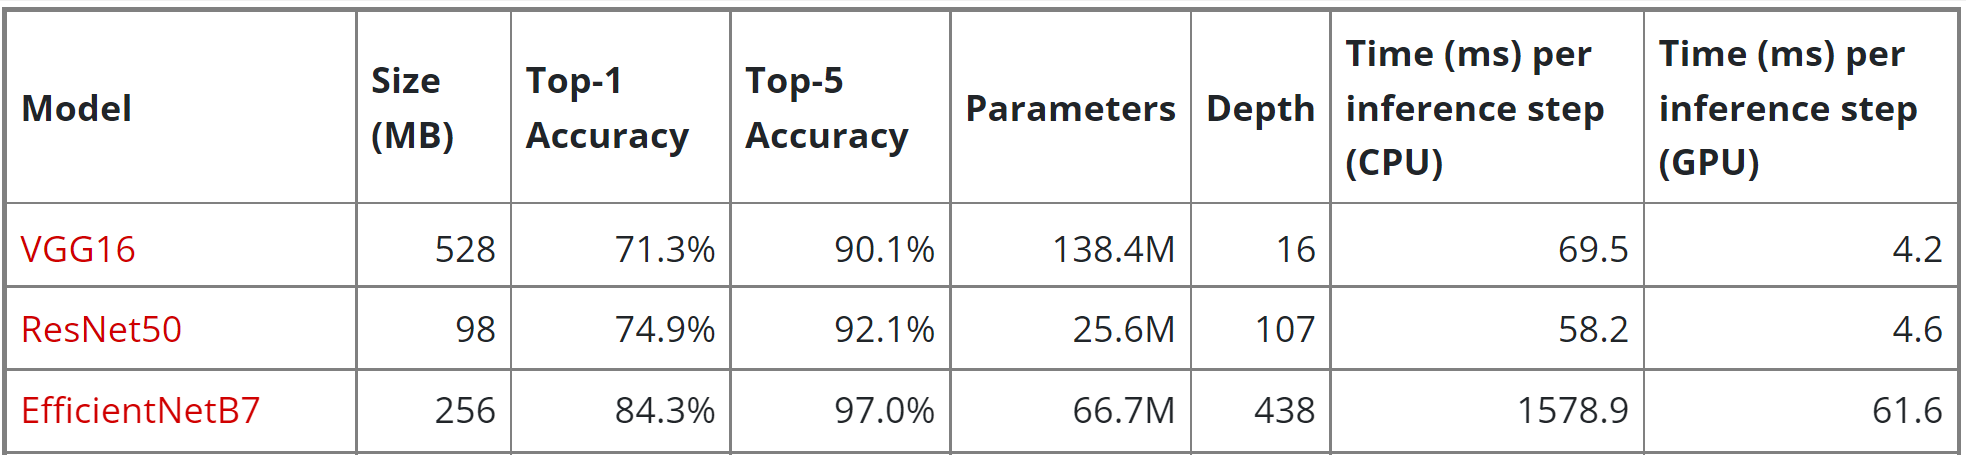 Model Size (MB) Top-1 Accuracy Top-5 Accuracy Parameters Depth Time (ms) per inference step (CPU) Time (ms) per inference step (GPU)
VGG16 528 71.3% 90.1% 138.4M 16 69.5 4.2
ResNet50 98 74.9% 92.1% 25.6M 107 58.2 4.6
EfficientNetB7 256 84.3% 97.0% 66.7M 438 1578.9 61.6